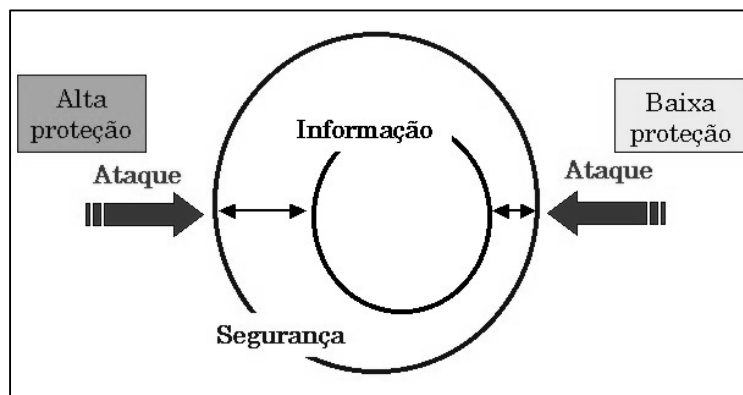 Alta
proteção
Ataque
Informação
Segurança
Baixa
proteção
Ataque